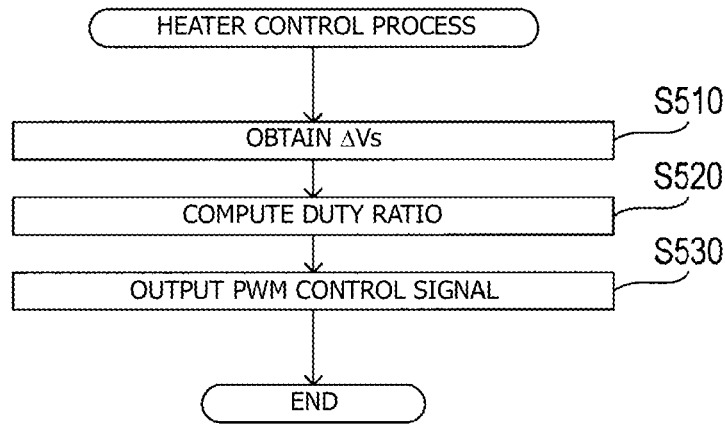 HEATER CONTROL PROCESS
S510
OBTAIN ΔVs
S520
COMPUTE DUTY RATIO
S530
OUTPUT PWM CONTROL SIGNAL
END